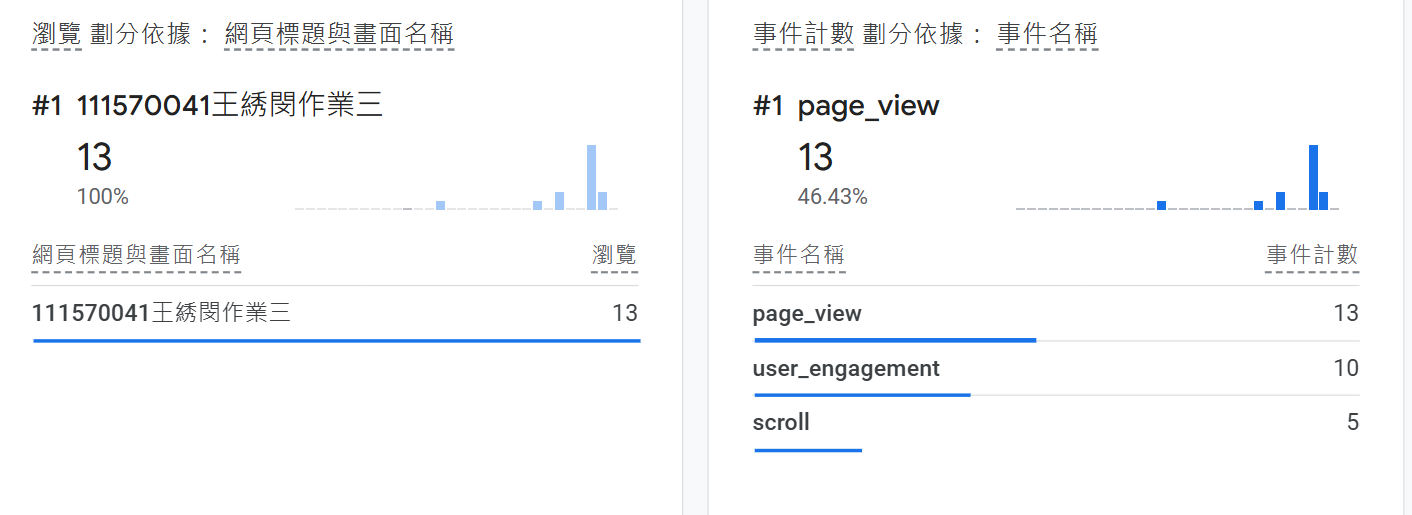 瀏覽 劃分依據： 網頁標題與畫面名稱
#1 111570041王綉閔作業三
13
100%
網頁標題與畫面名稱 瀏覽
111570041王綉閔作業三 13
事件計數 劃分依據： 事件名稱
#1 page_view
13
46.43%
事件名稱 事件計數
page_view 13
user_engagement 10
scroll 5